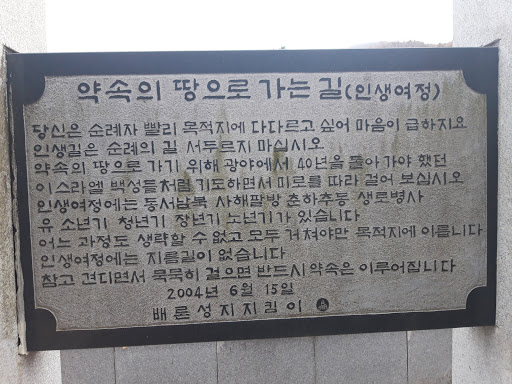 약속의 땅으로 가는 길(인생여정)
당신은 순례자 빨리 목적지에 다다르고 싶어 마음이 급하지요
인생길은 순례의 길 서두르지 마십시오
약속의 땅으로 가기 위해 광야에서 40년을 돌아가야 했던
이스라엘 백성들처럼 기도하면서 미로를 따라 걸어 보십시오
인생여정에는 동서남북 사해팔방 춘하추동 생로병사
유 소년기 청년기 장년기 노년기가 있습니다
어느 과정도 생략할 수 없고 모두 거쳐야만 목적지에 이릅니다
인생여정에는 지름길이 없습니다
참고 견디면서 묵묵히 걸으면 반드시 약속은 이루어집니다
2004년 6월 15일
배론성지지킴이